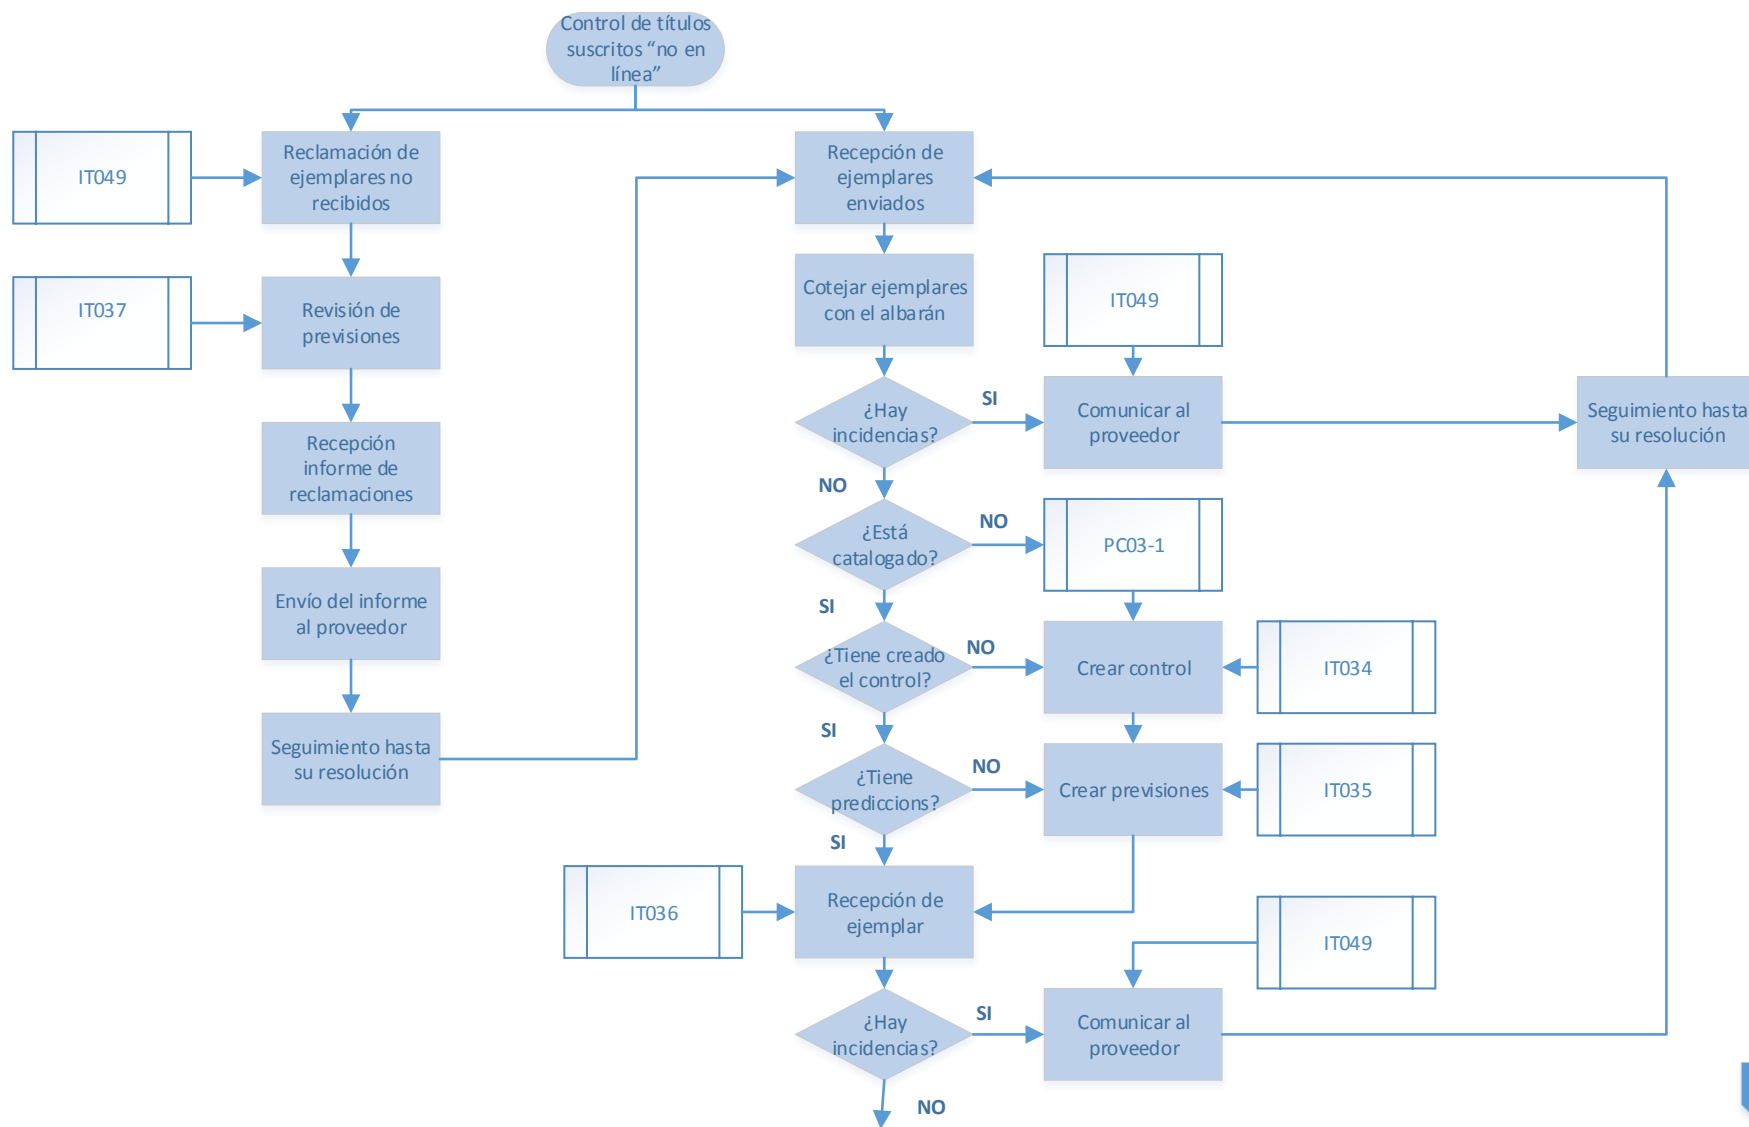 Control de títulos
suscritos “no en
línea”
IT049
Reclamación de
ejemplares no
recibidos
Recepción de
ejemplares
enviados
IT037
Revisión de
previsiones
Cotejar ejemplares
con el albarán
IT049
¿Hay
incidencias?
SI
Comunicar al
proveedor
Seguimiento hasta
su resolución
Recepción
informe de
reclamaciones
NO
¿Está
catalogado?
NO
PC03-1
Envío del informe
al proveedor
SI
¿Tiene creado
el control?
NO
Crear control
IT034
Seguimiento hasta
su resolución
SI
¿Tiene
prediccions?
NO
Crear previsiones
IT035
SI
IT036
Recepción de
ejemplar
IT049
¿Hay
incidencias?
SI
Comunicar al
proveedor
NO